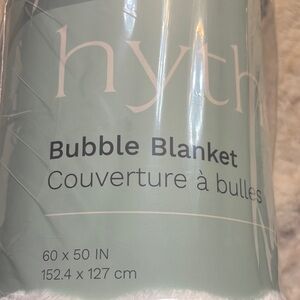 hyth
Bubble Blanket
Couverture à bulles
60 x 50 IN
152.4 x 127 cm